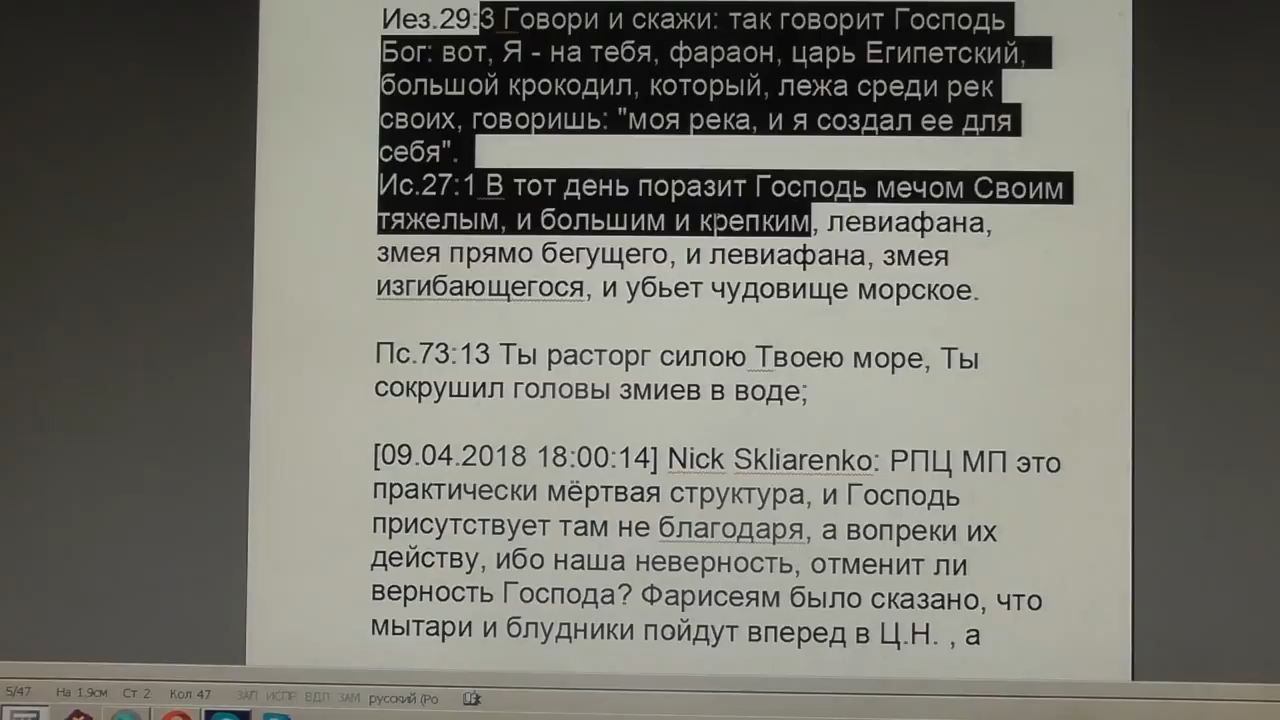 Иез.29:3 Говори и скажи: так говорит Господь
Бог: вот, Я - на тебя, фараон, царь Египетский,
большой крокодил, который, лежа среди рек
своих, говоришь: "моя река, и я создал ее для
себя".
Ис.27:1 В тот день поразит Господь мечом Своим
тяжелым, и большим и крепким, левиафана,
змея прямо бегущего, и левиафана, змея
изгибающегося, и убьет чудовище морское.
Пс.73:13 Ты расторг силою Твоею море, Ты
сокрушил головы змиев в воде;
[09.04.2018 18:00:14] Nick Skliarenko: РПЦ МП это
практически мёртвая структура, и Господь
присутствует там не благодаря, а вопреки их
действу, ибо наша неверность, отменит ли
верность Господа? Фарисеям было сказано, что
мытари и блудники пойдут вперед в Ц.Н. , а
5/47 На 1.9см Ст 2 Кол 47 ЗАП ИСПР ВДЛ ЗАМ русский (Ро